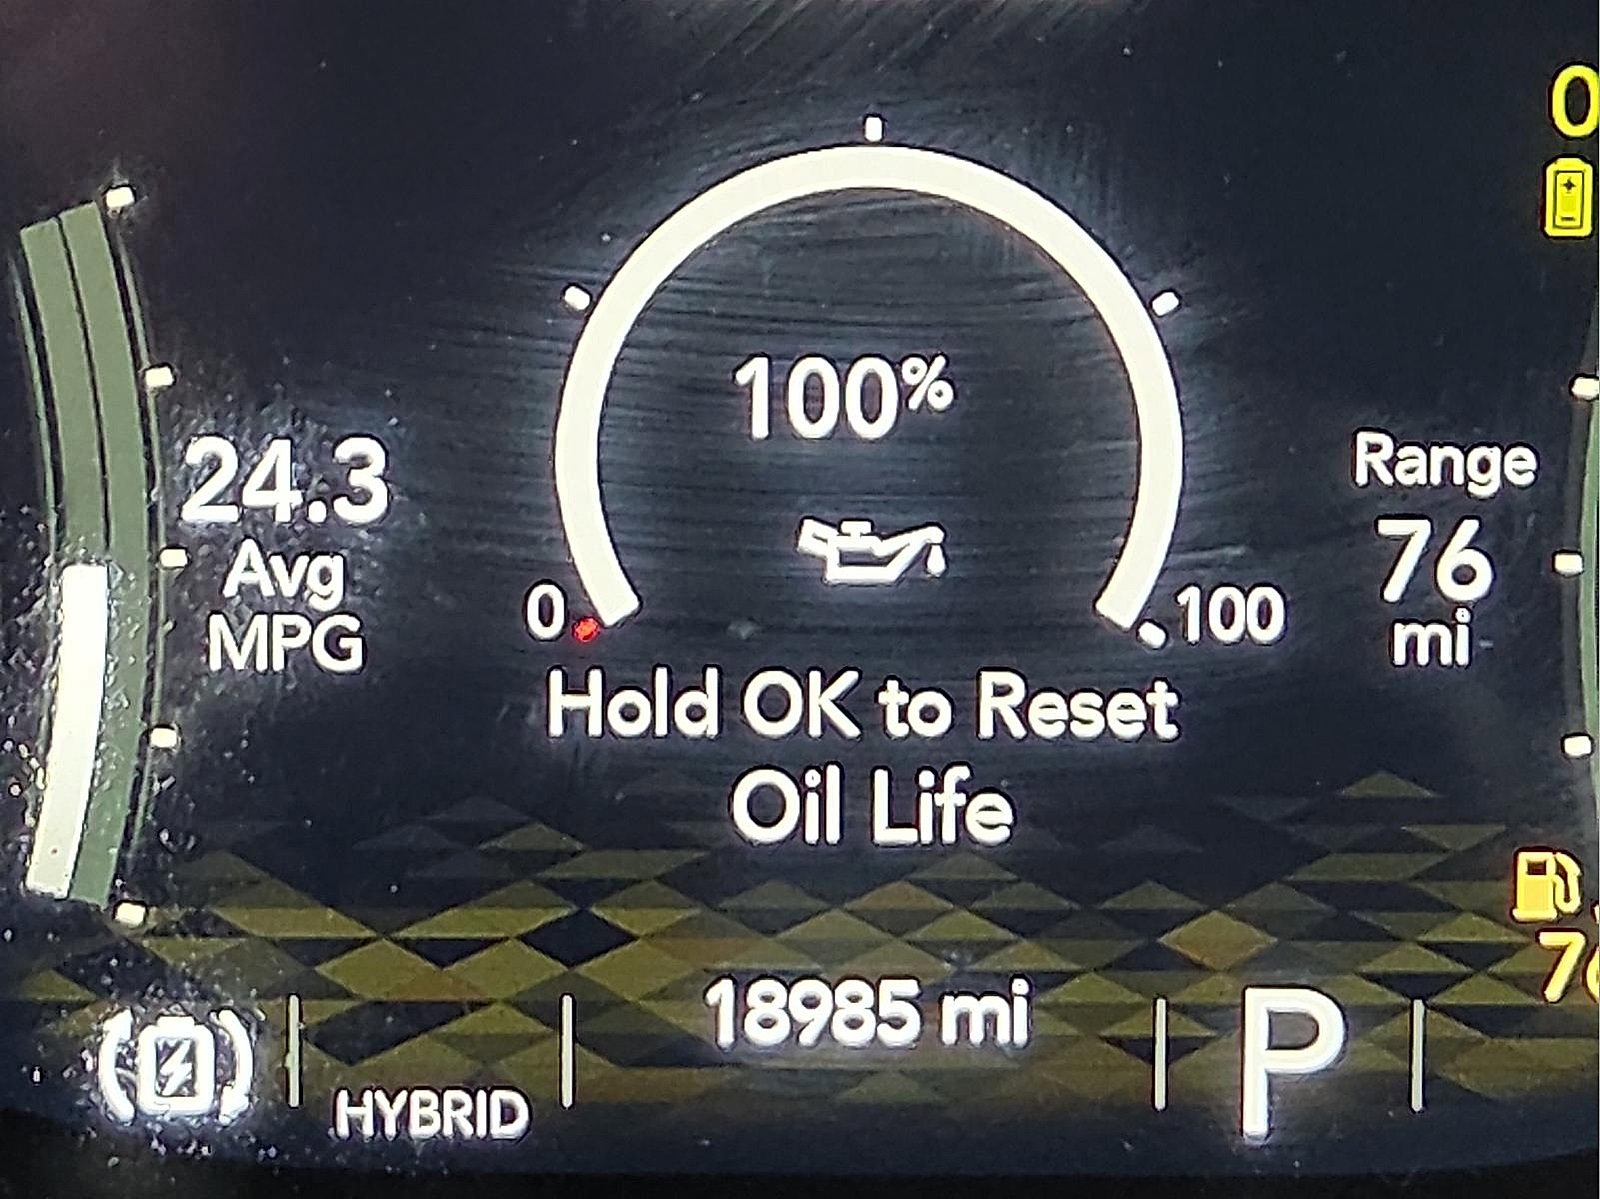 0
100%
24.3
Avg
MPG
Range
76
mi
0
100
Hold OK to Reset
Oil Life
18985 mi
P
HYBRID